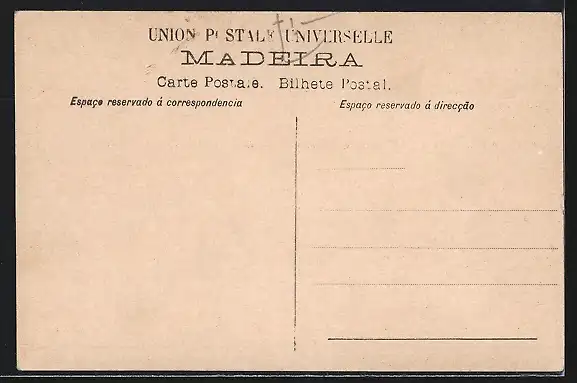 UNION POSTALE UNIVERSELLE
MADEIRA
Carte Postale. Bilhete Postal.
Espaço reservado á correspondencia
Espaço reservado á direcção